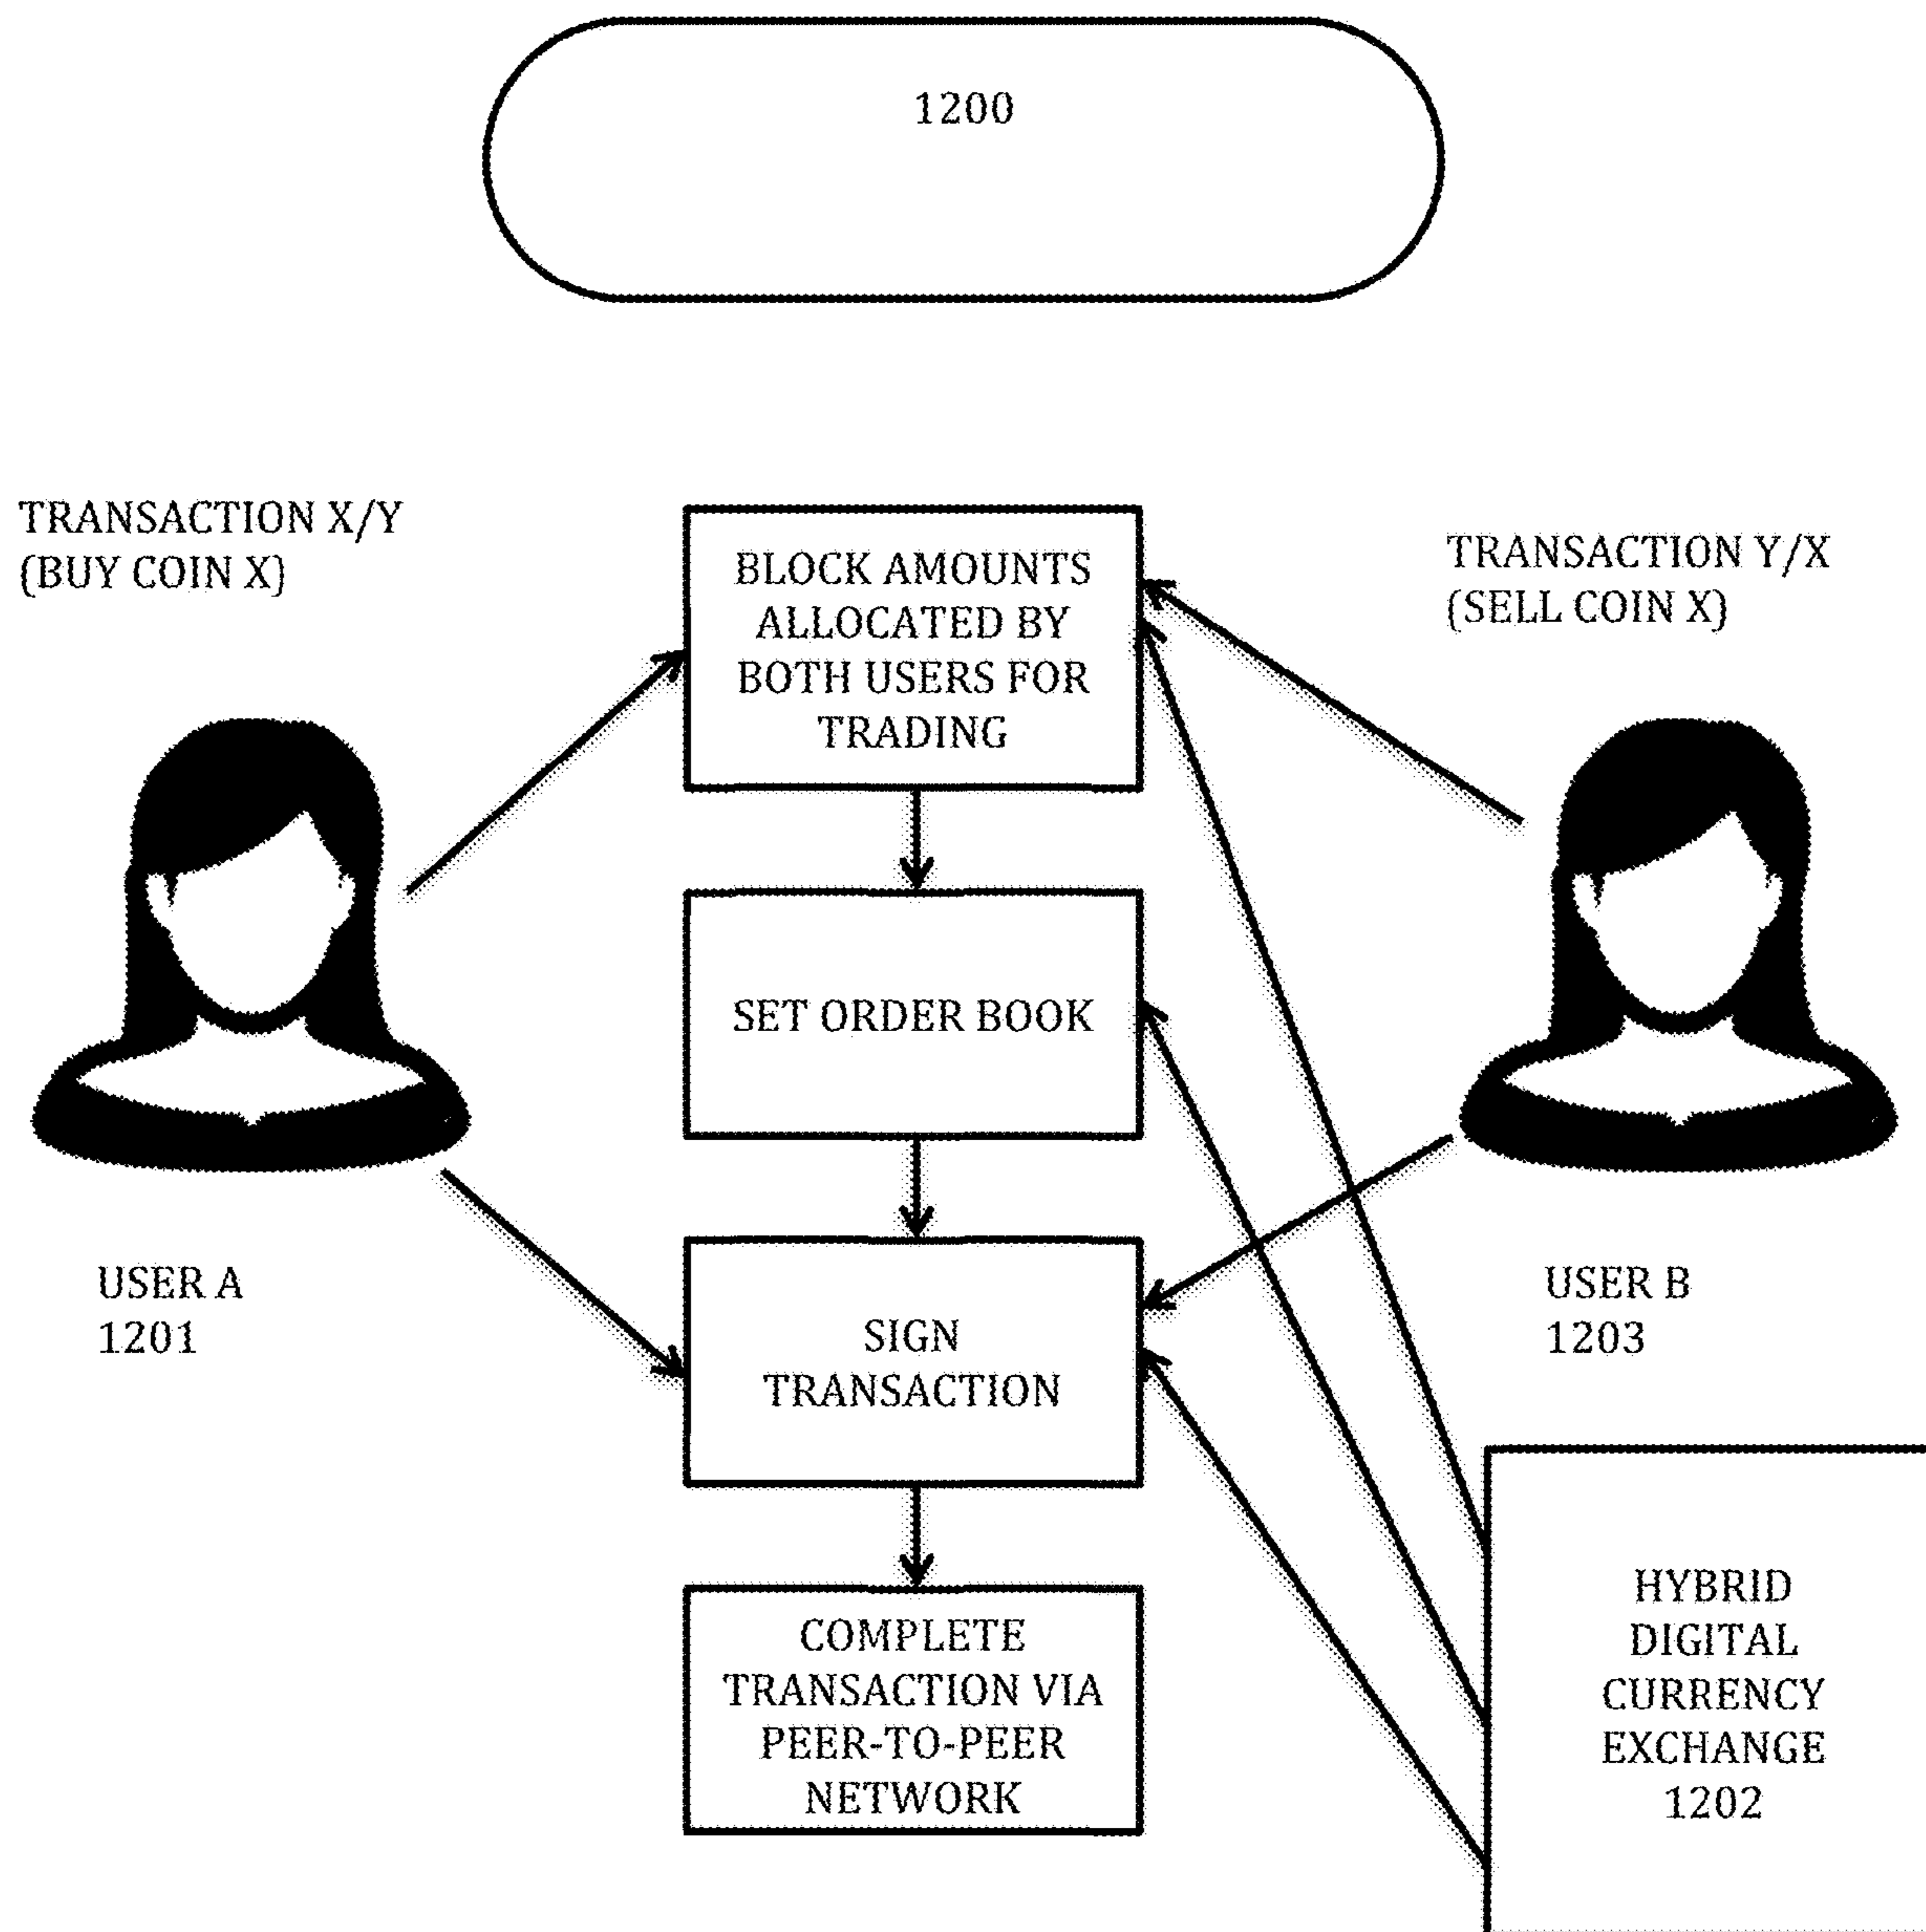 1200
TRANSACTION X/Y
(BUY COIN X)
BLOCK AMOUNTS
ALLOCATED BY
BOTH USERS FOR
TRADING
TRANSACTION Y/X
(SELL COIN X)
SET ORDER BOOK
USER A
1201
SIGN
TRANSACTION
USER B
1203
COMPLETE
TRANSACTION VIA
PEER-TO-PEER
NETWORK
HYBRID
DIGITAL
CURRENCY
EXCHANGE
1202